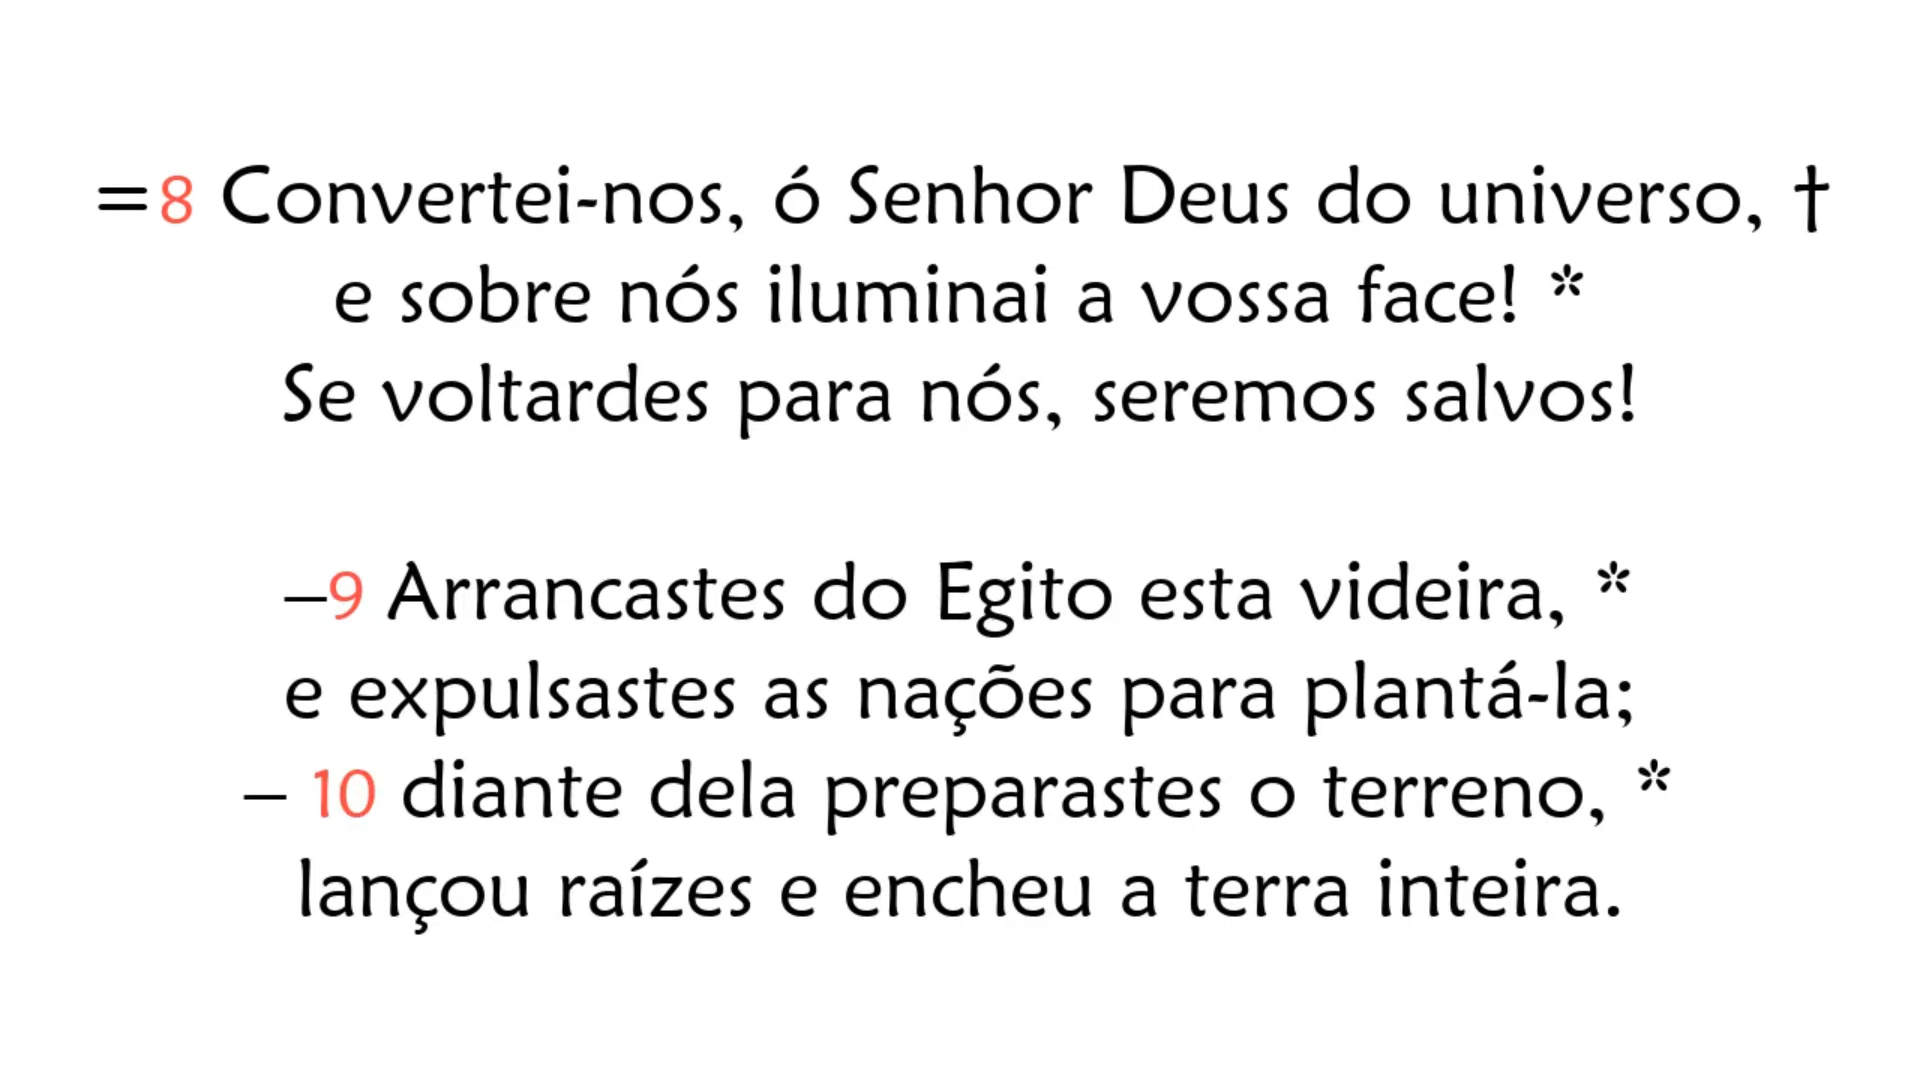 =8 Convertei-nos, ó Senhor Deus do universo, †
e sobre nós iluminai a vossa face! *
Se voltardes para nós, seremos salvos!
–9 Arrancastes do Egito esta videira, *
e expulsastes as nações para plantá-la;
– 10 diante dela preparastes o terreno, *
lançou raízes e encheu a terra inteira.